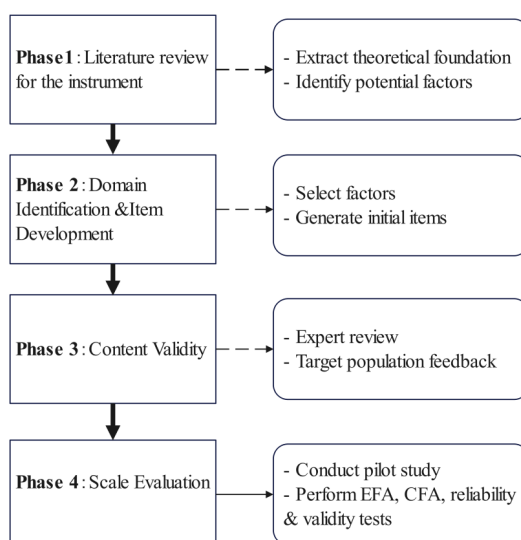 Phase1: Literature review
for the instrument
- Extract theoretical foundation
- Identify potential factors
Phase 2: Domain
Identification &Item
Development
- Select factors
- Generate initial items
Phase 3: Content Validity
- Expert review
- Target population feedback
Phase 4: Scale Evaluation
- Conduct pilot study
- Perform EFA, CFA, reliability
& validity tests